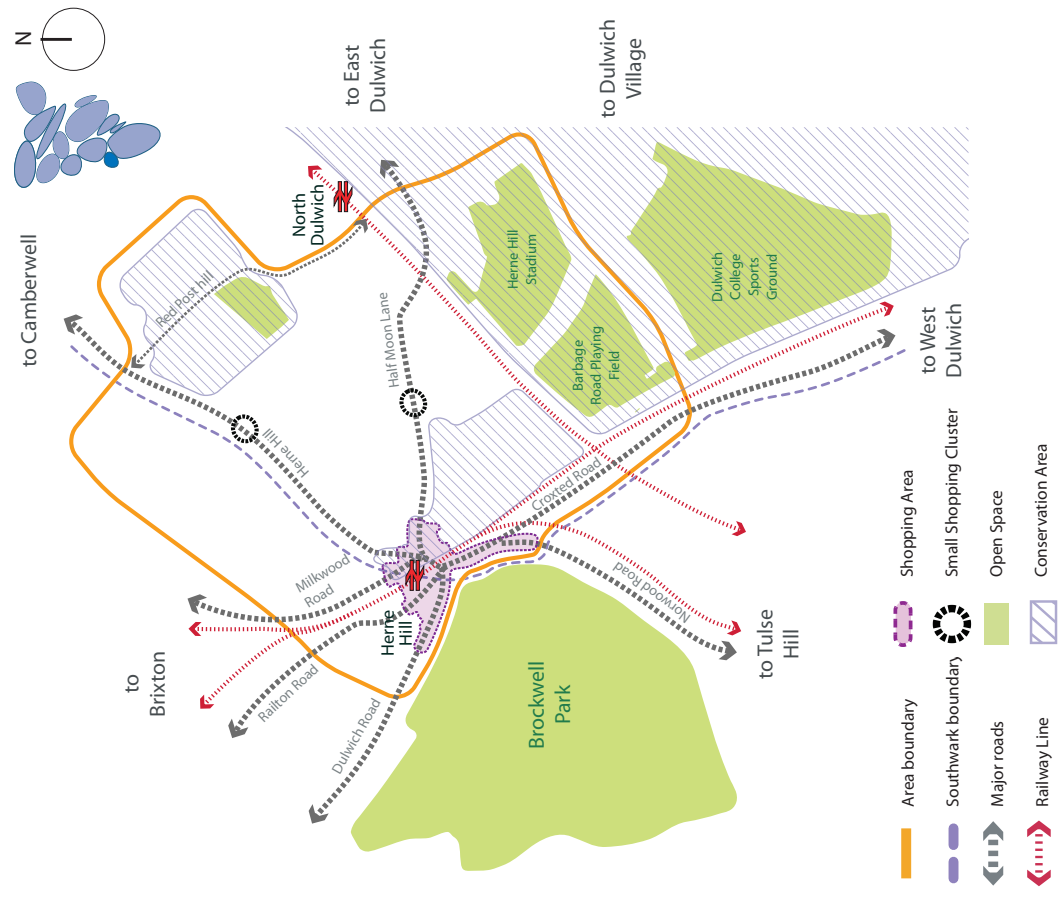 N
to Camberwell
to East
Dulwich
to Dulwich
Village
North
Dulwich
Red Post hill
Half Moon Lane
Herne Hill
Herne Hill
Stadium
Barbage
Road Playing
Field
Dulwich
College
Sports
Ground
to West
Dulwich
Croxted Road
Milkwood
Road
Herne
Hill
Norwood Road
to Tulse
Hill
to
Brixton
Railton Road
Dulwich Road
Brockwell
Park
Area boundary
Southwark boundary
Major roads
Railway Line
Shopping Area
Small Shopping Cluster
Open Space
Conservation Area